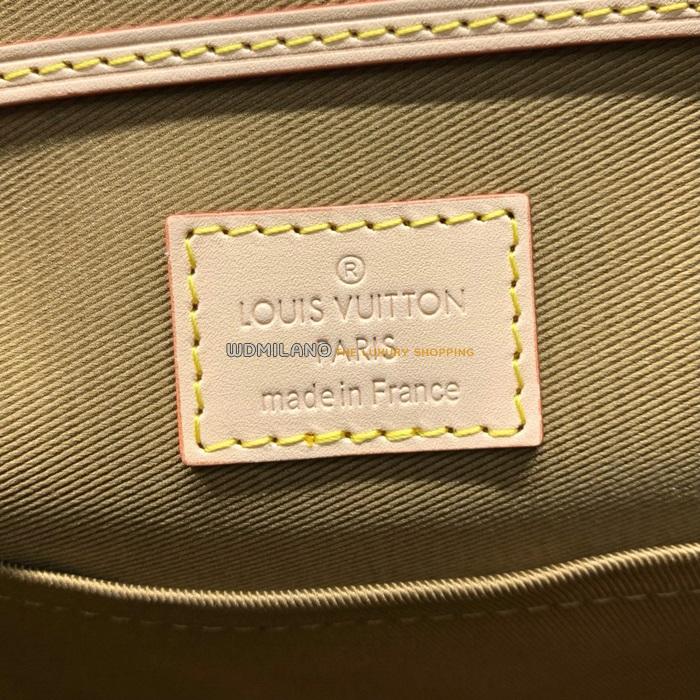 ®
LOUIS VUITTON
PARIS
WDMILANO THE LUXURY SHOPPING
made in France